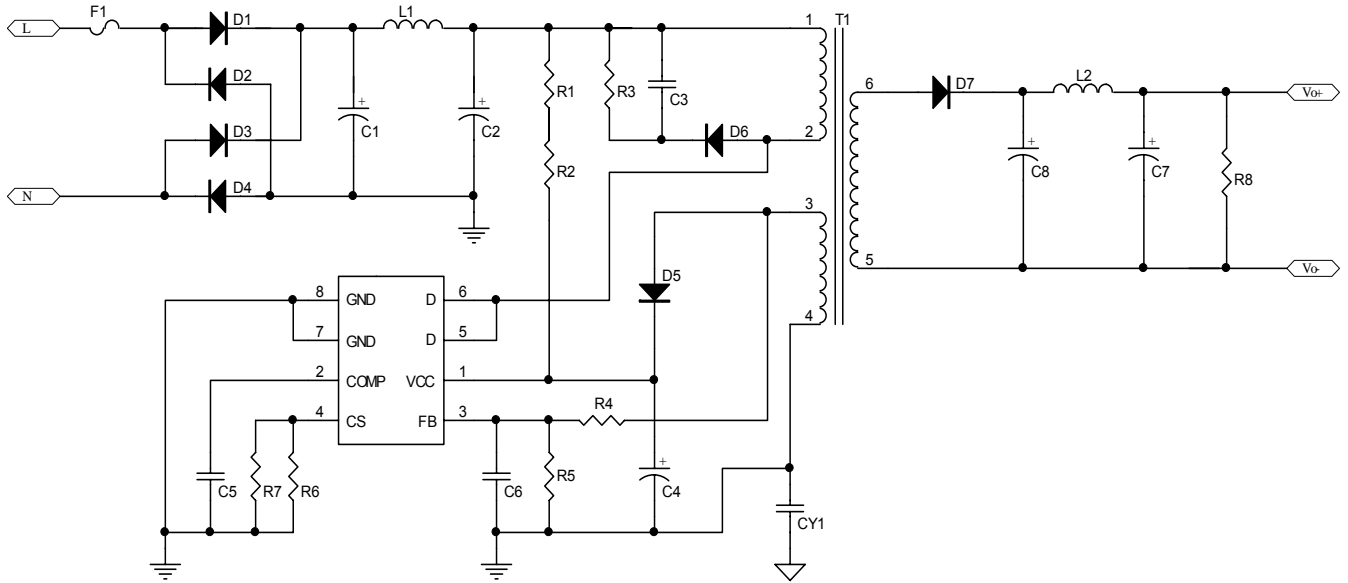 F1
L
D1
L1
1
T1
D2
R1
R3
C3
6
D7
L2
Vo+
+
C1
+
C2
D3
D6
2
R2
+
C8
+
C7
R8
N
D4
3
5
Vo-
D5
8
GND
D
6
4
7
GND
D
5
2
COMP
VCC
1
4
CS
FB
3
R4
C5
R7
R6
C6
R5
+
C4
CY1